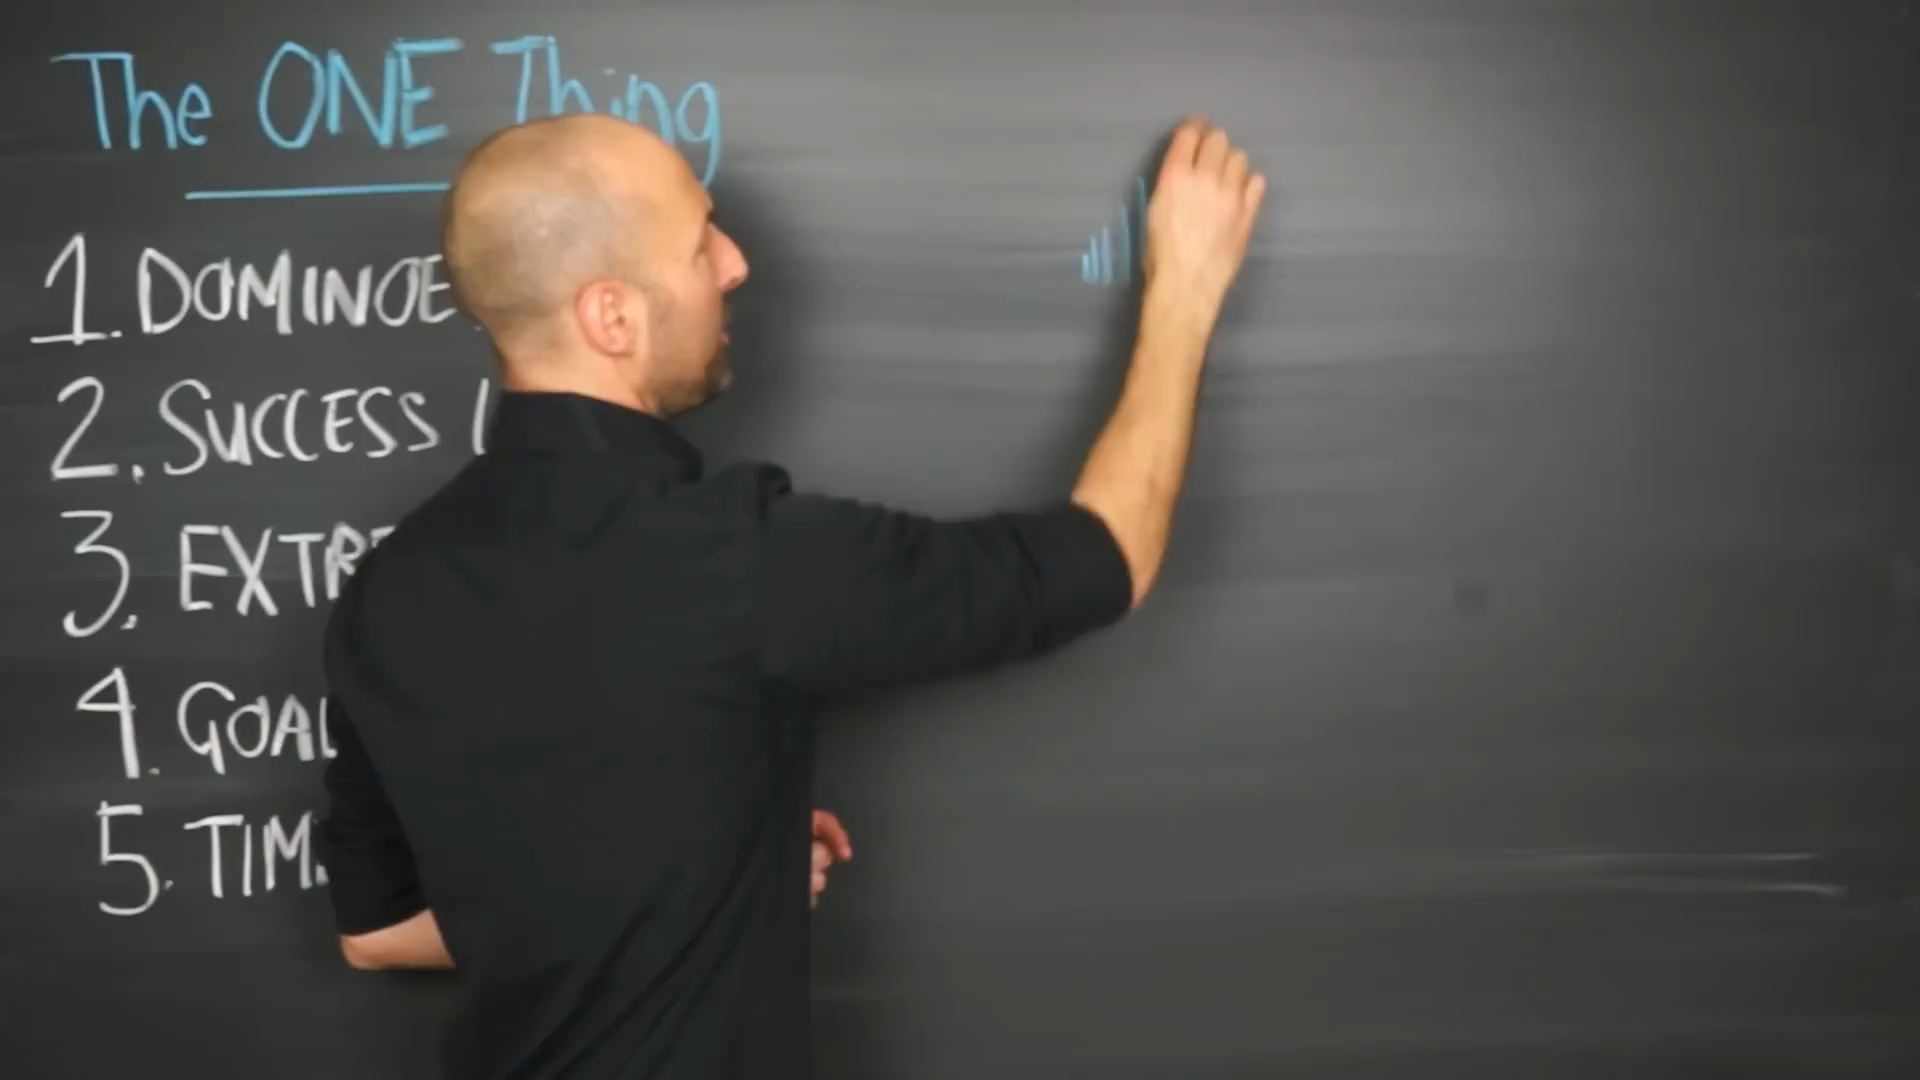 The ONE Thing
1. DOMINOE
2. SUCCESS
3. EXTR
4. GOAL
5. TIM